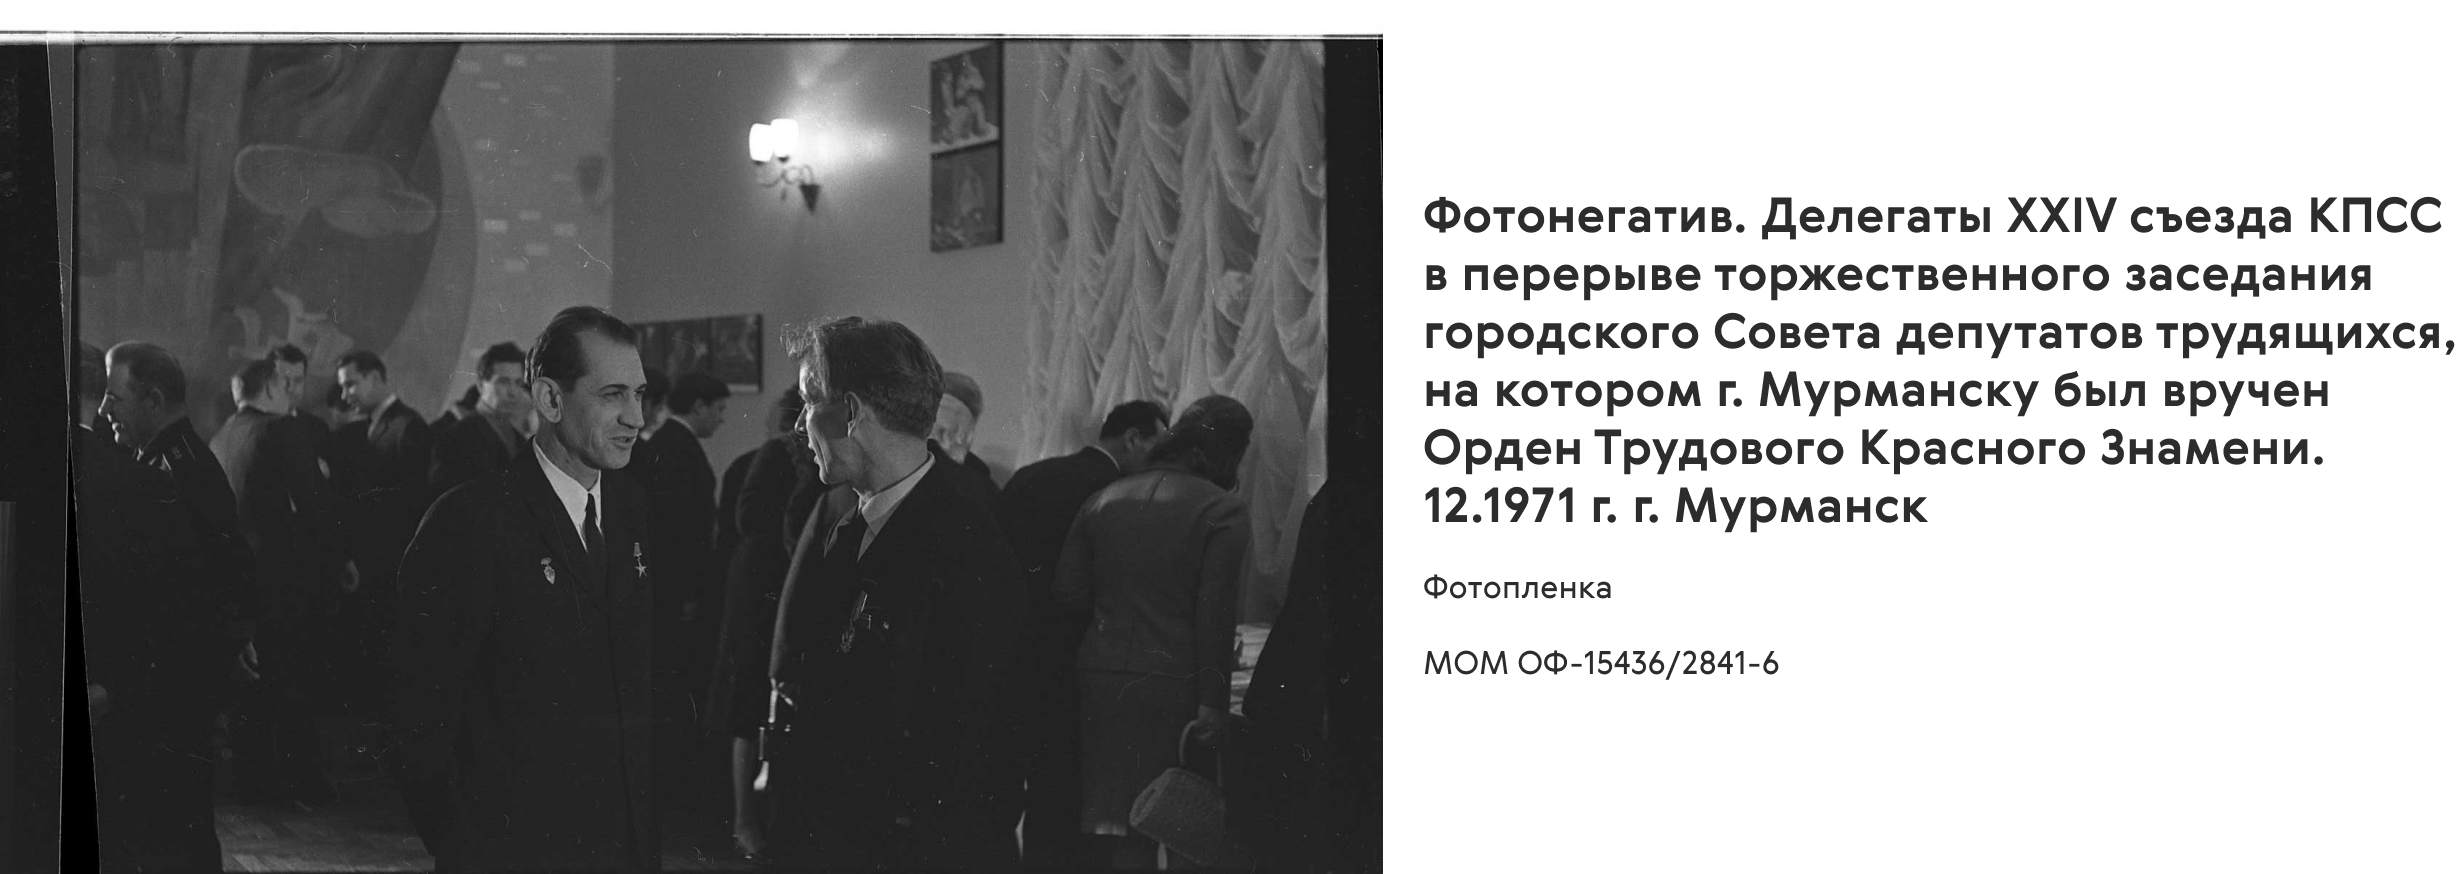 Фотонегатив. Делегаты XXIV съезда КПСС
в перерыве торжественного заседания
городского Совета депутатов трудящихся,
на котором г. Мурманску был вручен
Орден Трудового Красного Знамени.
12.1971 г. г. Мурманск
Фотопленка
МОМ ОФ-15436/2841-6